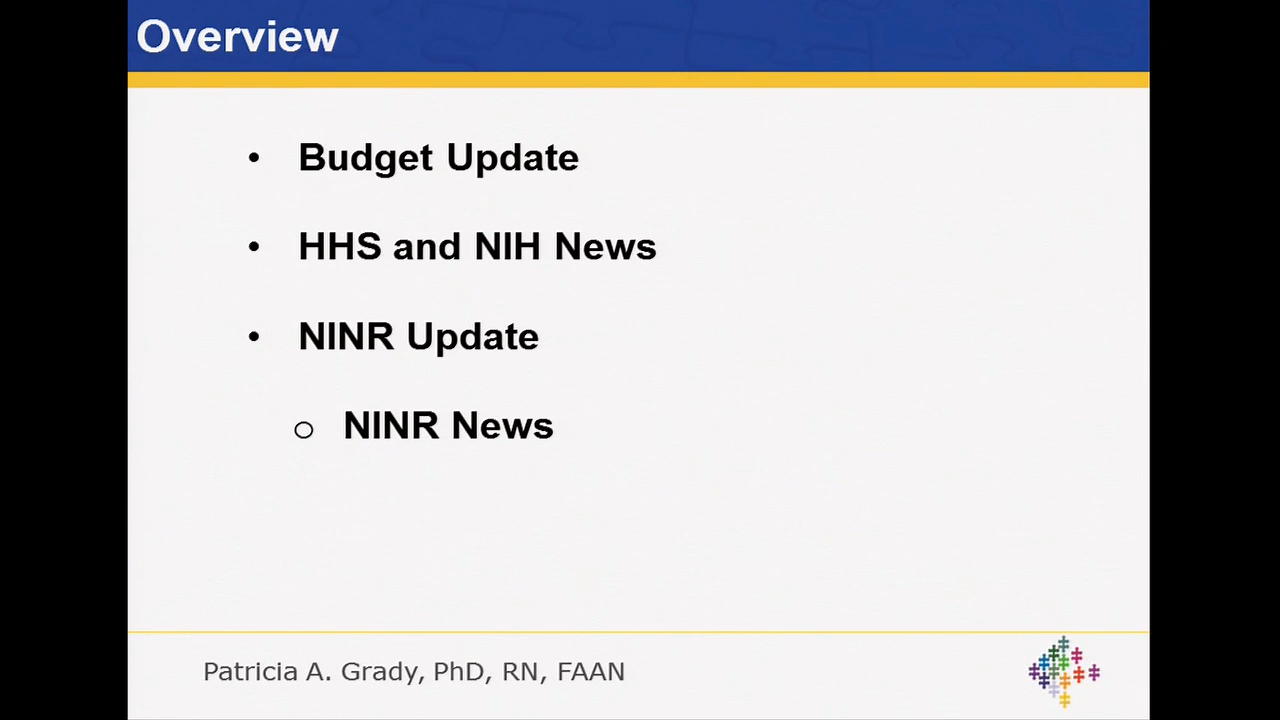 Overview
• Budget Update
• HHS and NIH News
• NINR Update
o NINR News
Patricia A. Grady, PhD, RN, FAAN